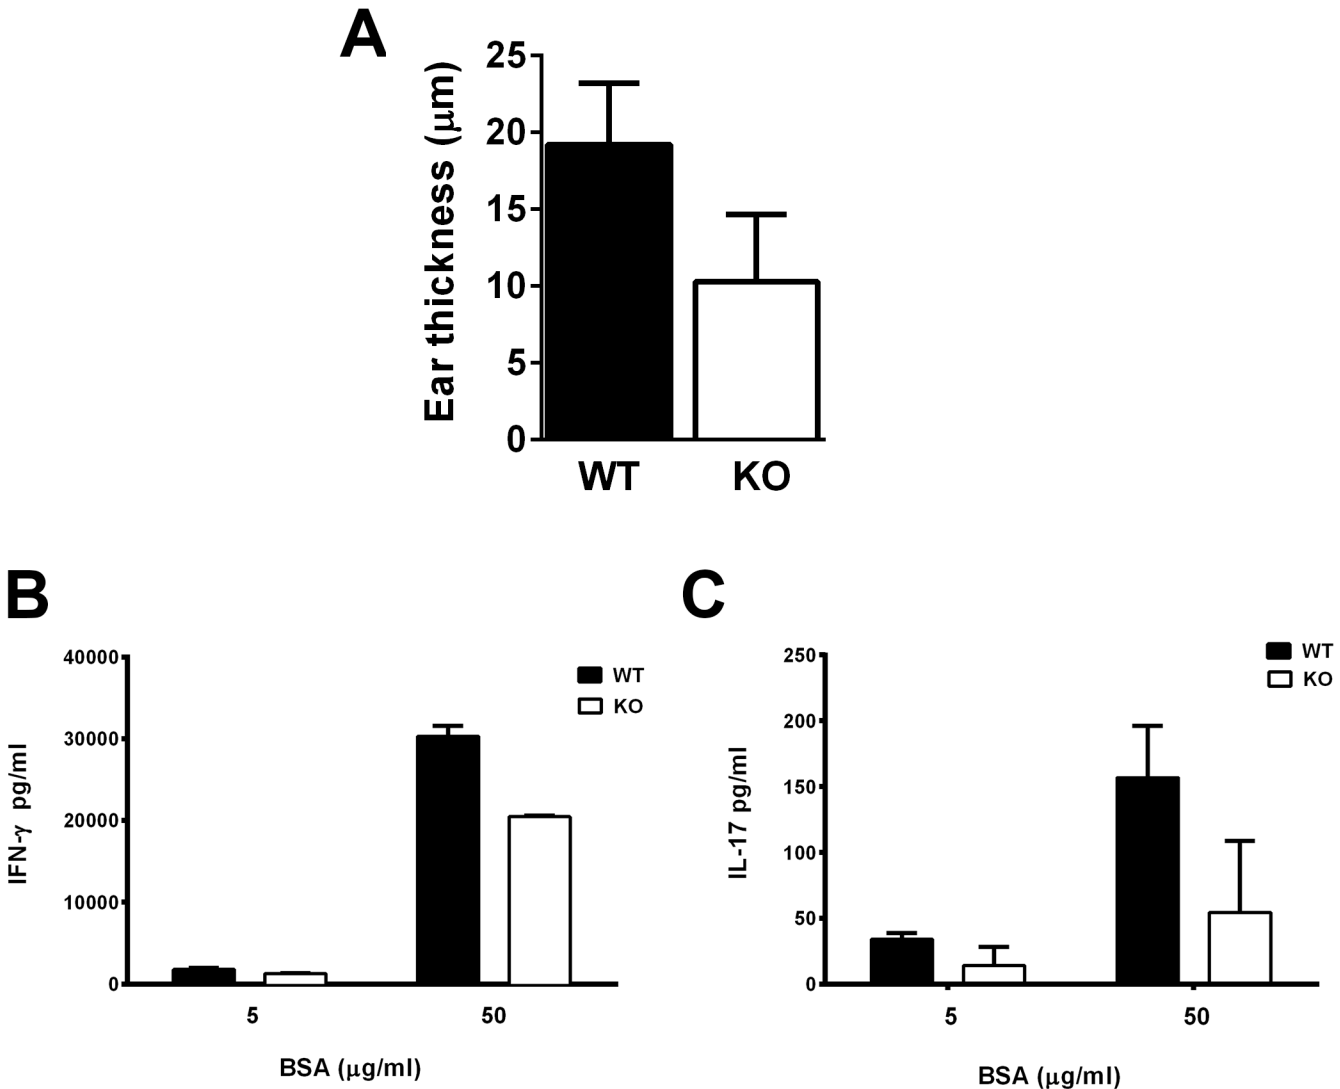 A
Ear thickness (μm)
25
20
15
10
5
0
WT
KO
B
IFN-γ pg/ml
40000
30000
20000
10000
0
5
50
BSA (μg/ml)
WT
KO
C
IL-17 pg/ml
250
200
150
100
50
0
5
50
BSA (μg/ml)
WT
KO